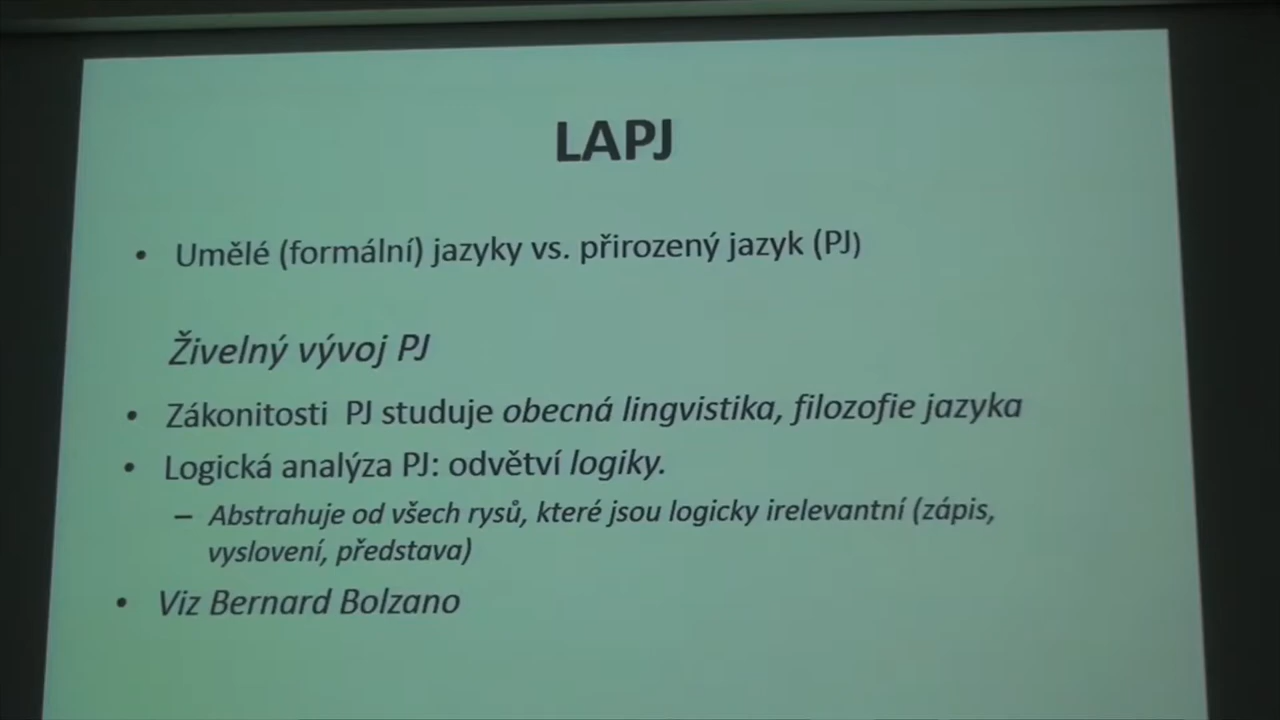 LAPJ
• Umělé (formální) jazyky vs. přirozený jazyk (PJ)
Živelný vývoj PJ
• Zákonitosti PJ studuje obecná lingvistika, filozofie jazyka
• Logická analýza PJ: odvětví logiky.
– Abstrahuje od všech rysů, které jsou logicky irelevantní (zápis,
vyslovení, představa)
• Viz Bernard Bolzano